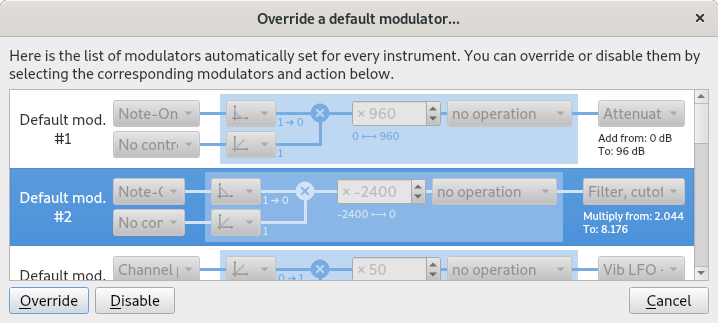 Override a default modulator...
Here is the list of modulators automatically set for every instrument. You can override or disable them by
selecting the corresponding modulators and action below.
Default mod.
#1
Note-On
1 → 0
× 960
no operation
Attenuat
No contr
1
0 ⟷ 960
Add from: 0 dB
To: 96 dB
Default mod.
#2
Note-
1 → 0
× -2400
no operation
Filter, cutof
No cor
1
-2400 ⟷ 0
Multiply from: 2.044
To: 8.176
Default mod.
Channel
0 → 1
× 50
no operation
Vib LFO -
Override
Disable
Cancel